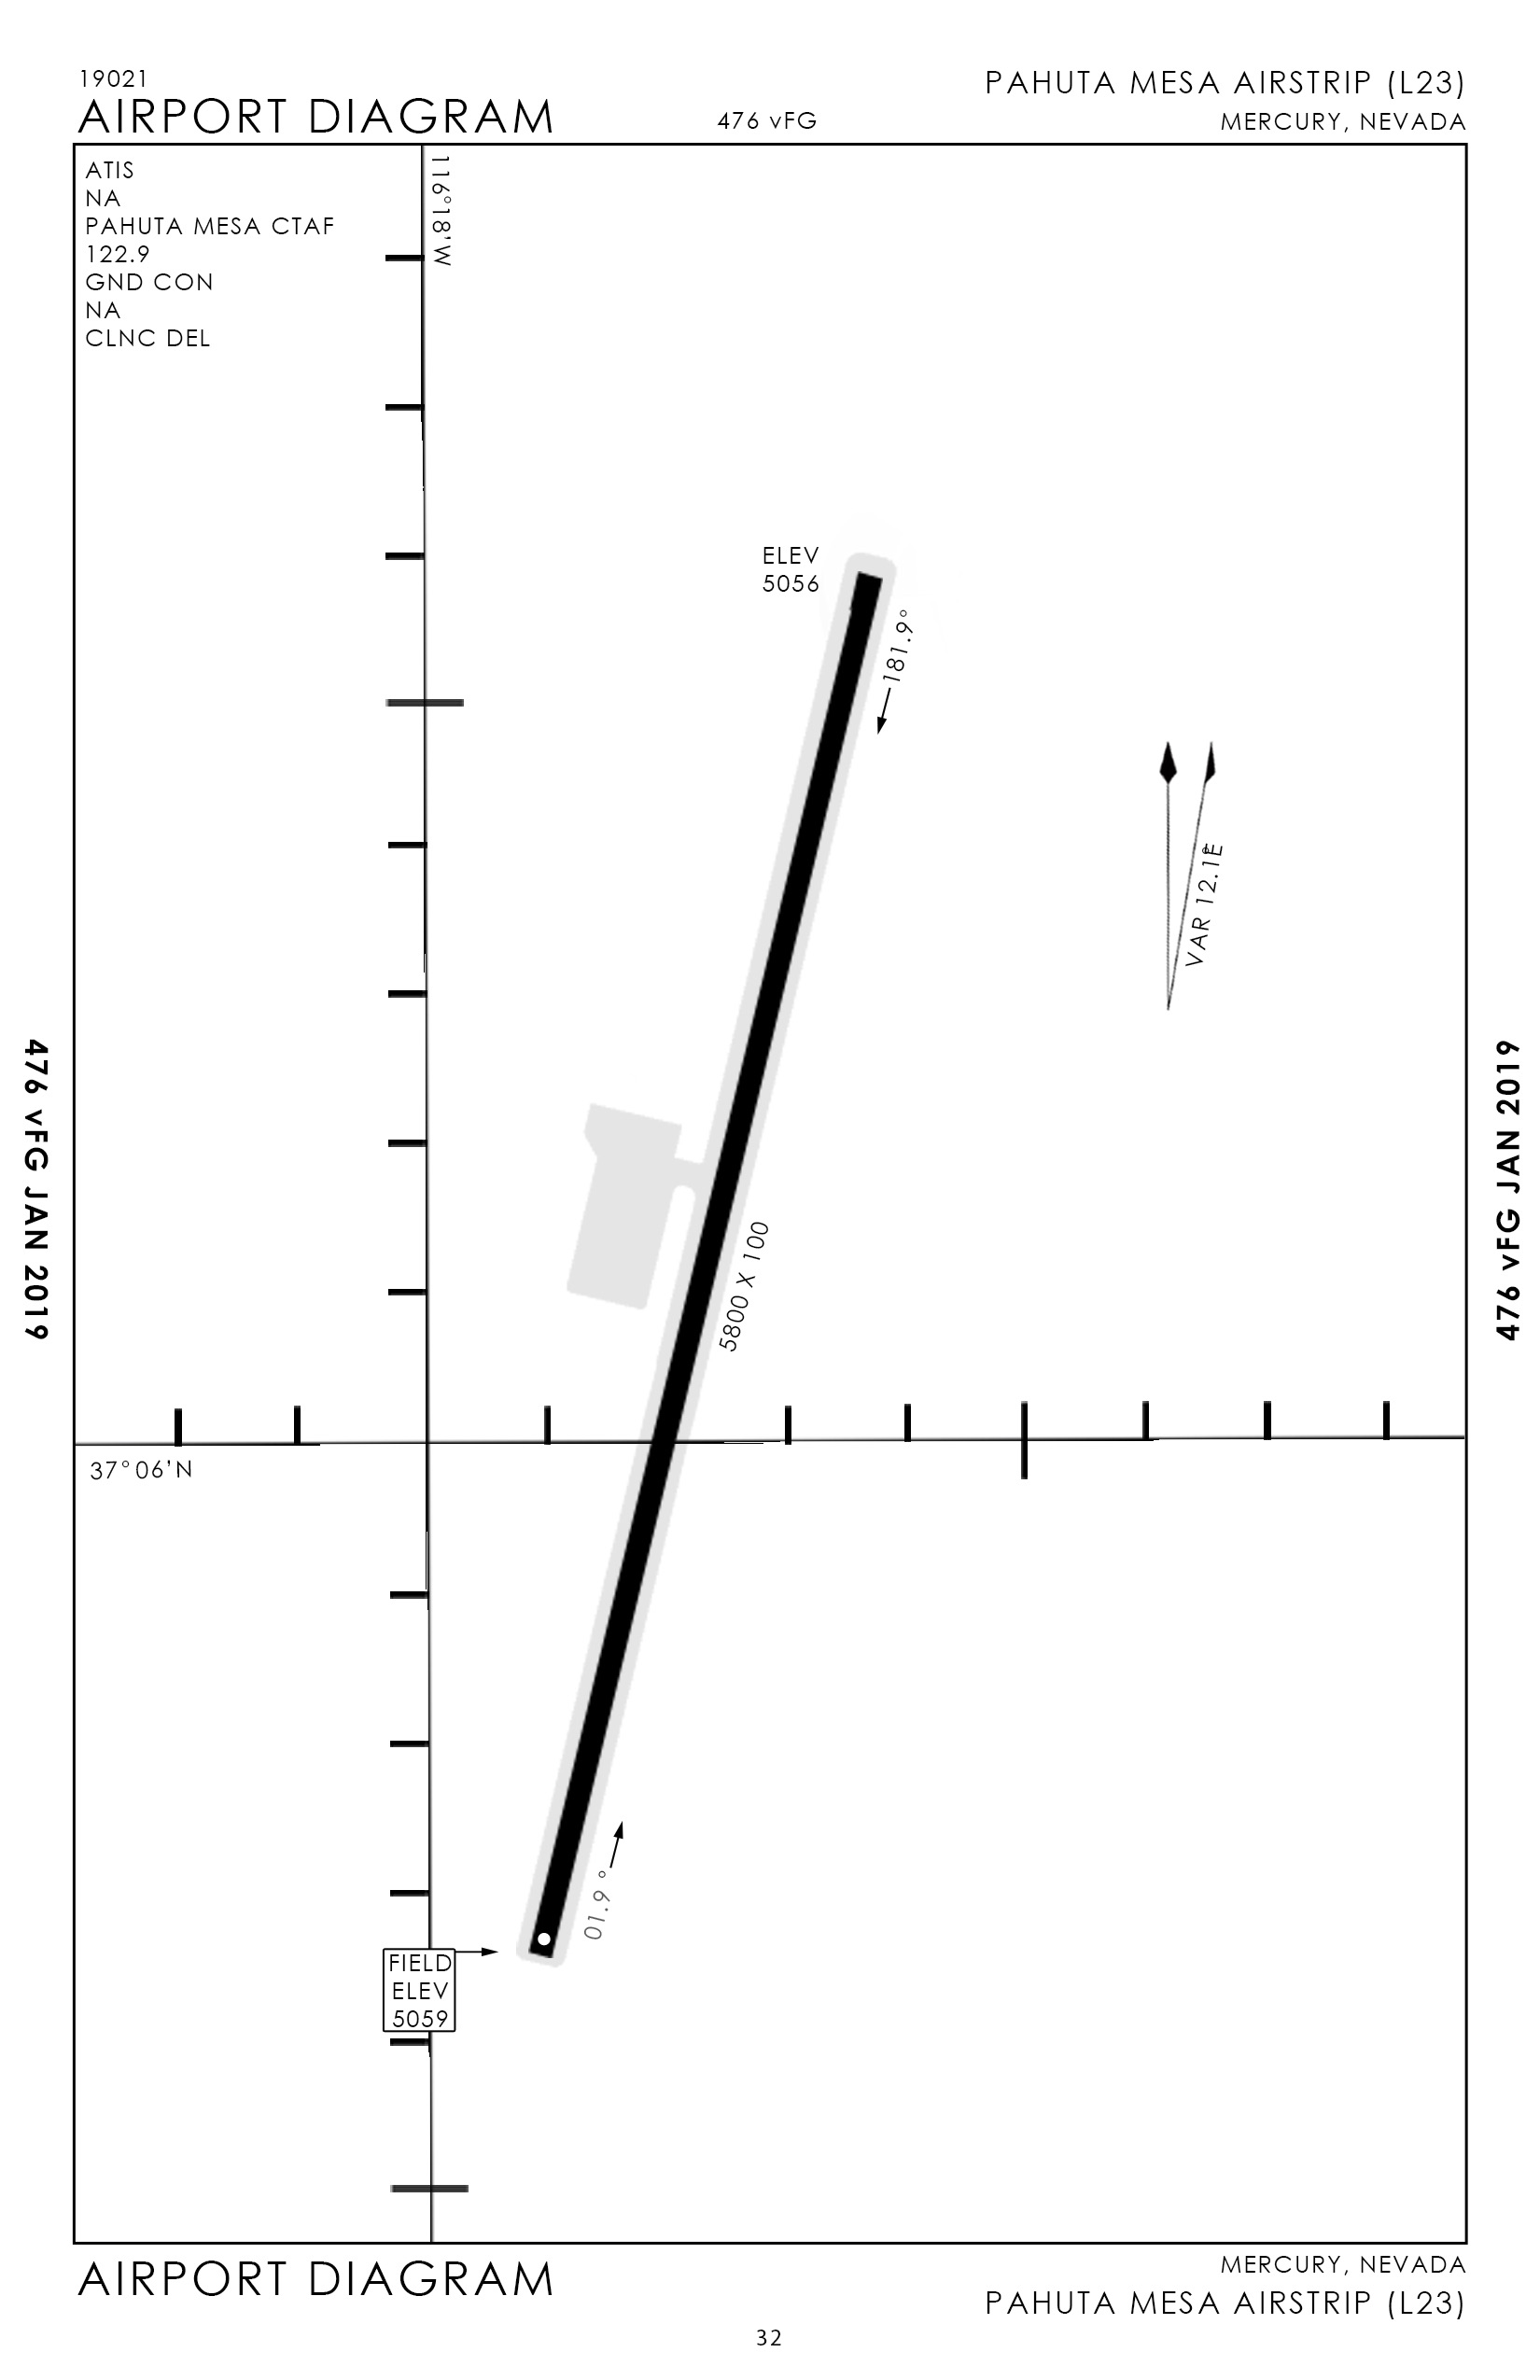 19021
AIRPORT DIAGRAM
476 vFG
PAHUTA MESA AIRSTRIP (L23)
MERCURY, NEVADA
ATIS
NA
PAHUTA MESA CTAF
122.9
GND CON
NA
CLNC DEL
116°18'W
ELEV
5056
181.9°
VAR 12.1°E
476 vFG JAN 2019
476 vFG JAN 2019
5800 X 100
37°06'N
01.9 °
FIELD
ELEV
5059
AIRPORT DIAGRAM
MERCURY, NEVADA
PAHUTA MESA AIRSTRIP (L23)
32